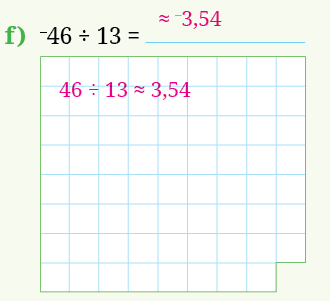 f) ⁻46 ÷ 13 = ≈ ⁻3,54
46 ÷ 13 ≈ 3,54